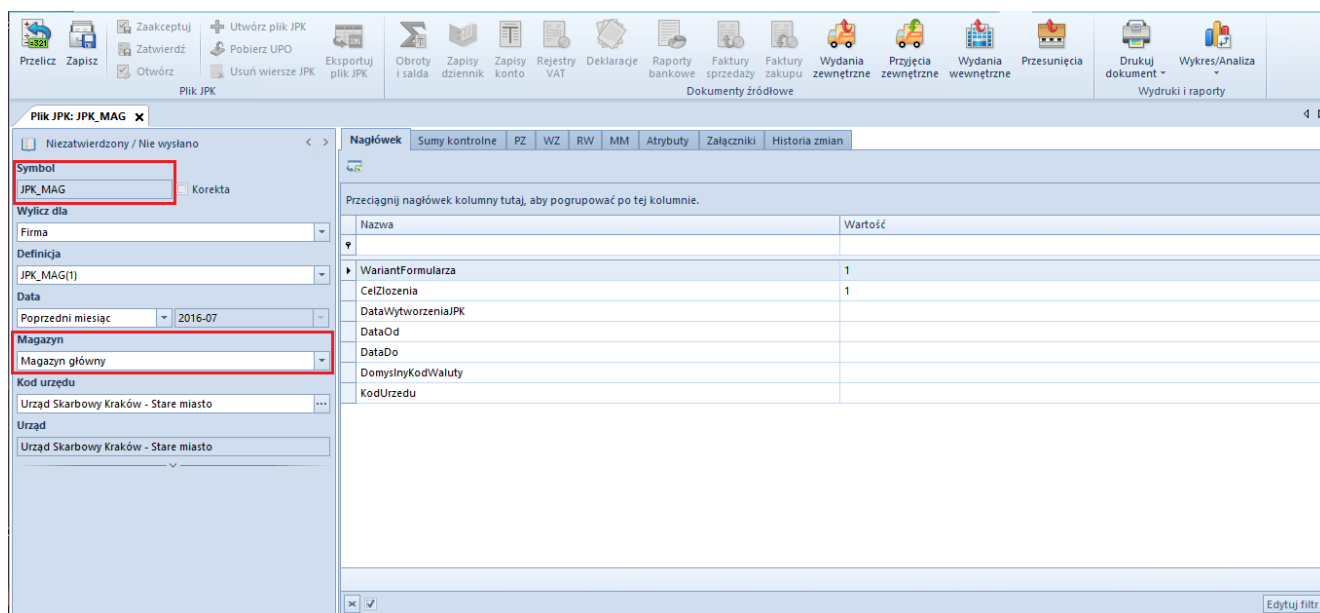 Przelicz Zapisz
Zaakceptuj
Zatwierdź
Otwórz
Utwórz plik JPK
Pobierz UPO
Usuń wiersze JPK
Eksportuj plik JPK
Plik JPK
Obroty i salda
Zapisy dziennik
Zapisy konto
Rejestry VAT
Deklaracje
Raporty bankowe
Faktury sprzedaży
Faktury zakupu
Wydania zewnętrzne
Przyjęcia zewnętrzne
Wydania wewnętrzne
Przesunięcia
Dokumenty źródłowe
Drukuj dokument
Wykres/Analiza
Wydruki i raporty
Plik JPK: JPK_MAG
Niezatwierdzony / Nie wysłano
Symbol
JPK_MAG Korekta
Wylicz dla
Firma
Definicja
JPK_MAG(1)
Data
Poprzedni miesiąc 2016-07
Magazyn
Magazyn główny
Kod urzędu
Urząd Skarbowy Kraków - Stare miasto
Urząd
Urząd Skarbowy Kraków - Stare miasto
Nagłówek Sumy kontrolne PZ WZ RW MM Atrybuty Załączniki Historia zmian
Przeciągnij nagłówek kolumny tutaj, aby pogrupować po tej kolumnie.
Nazwa Wartość
WariantFormularza 1
CelZlozenia 1
DataWytworzeniaJPK
DataOd
DataDo
DomyslnyKodWaluty
KodUrzedu
Edytuj filtr